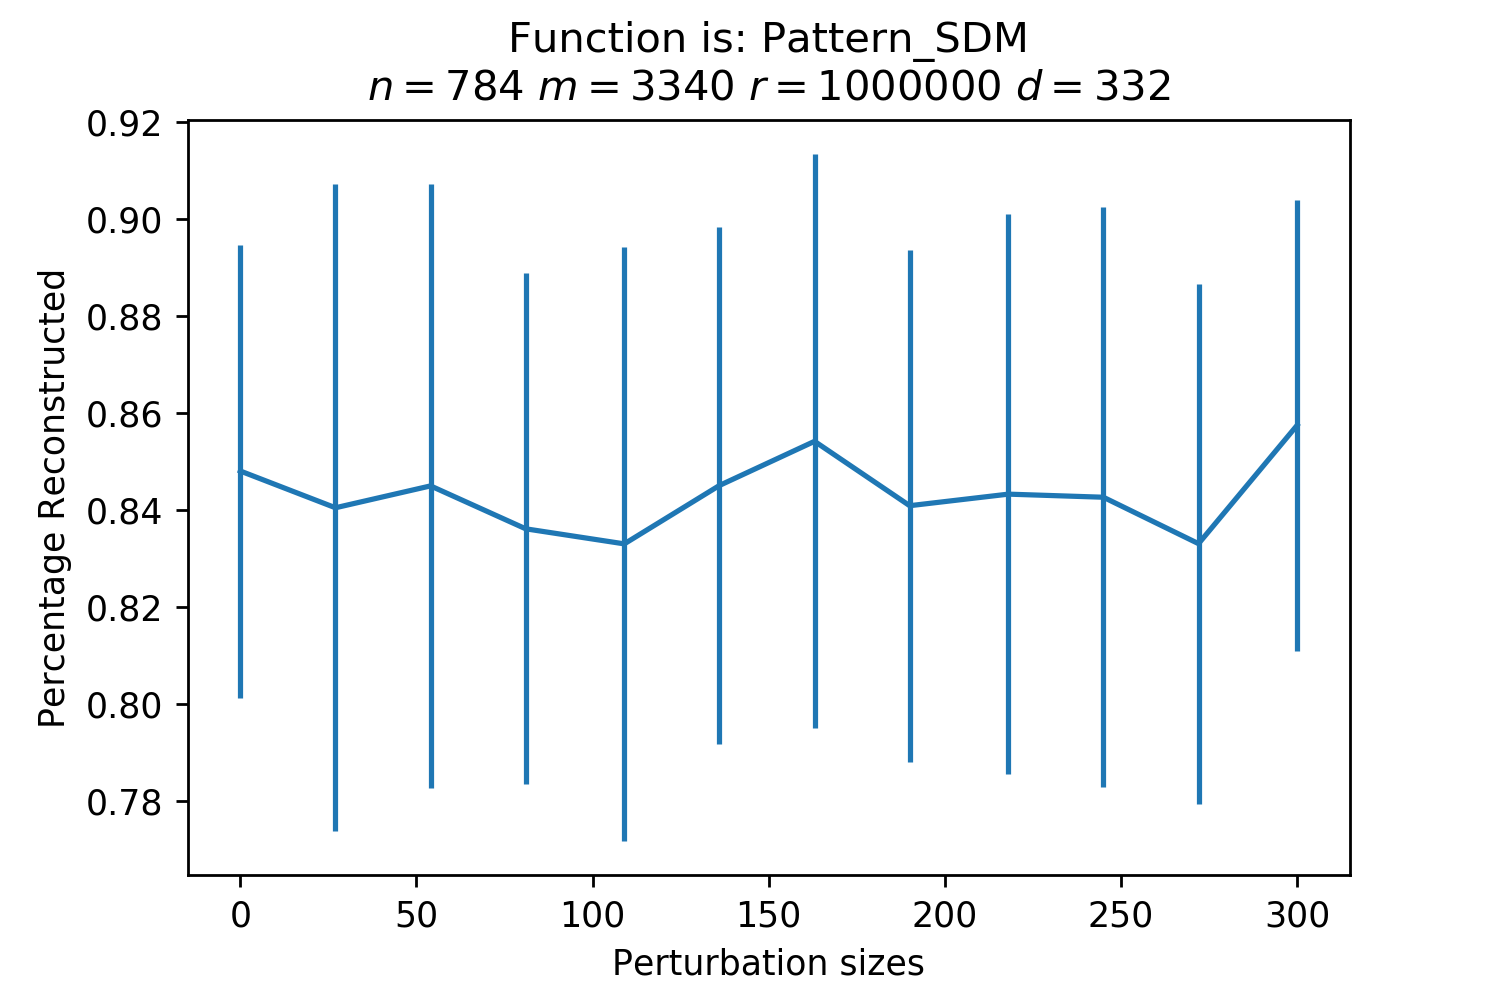 Function is: Pattern_SDM
n = 784 m = 3340 r = 1000000 d = 332
0.92
0.90
0.88
0.86
0.84
0.82
0.80
0.78
Percentage Reconstructed
0 50 100 150 200 250 300
Perturbation sizes